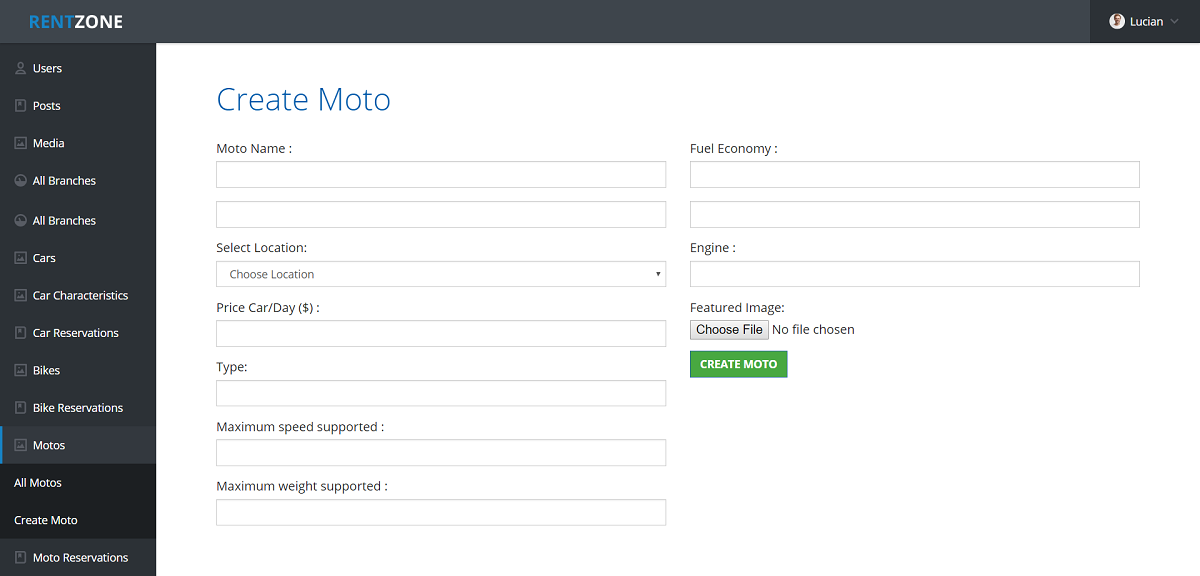 RENTZONE
Lucian
Users
Posts
Media
All Branches
All Branches
Cars
Car Characteristics
Car Reservations
Bikes
Bike Reservations
Motos
All Motos
Create Moto
Moto Reservations
Create Moto
Moto Name :
Select Location:
Choose Location
Price Car/Day ($) :
Type:
Maximum speed supported :
Maximum weight supported :
Fuel Economy :
Engine :
Featured Image:
Choose File No file chosen
CREATE MOTO